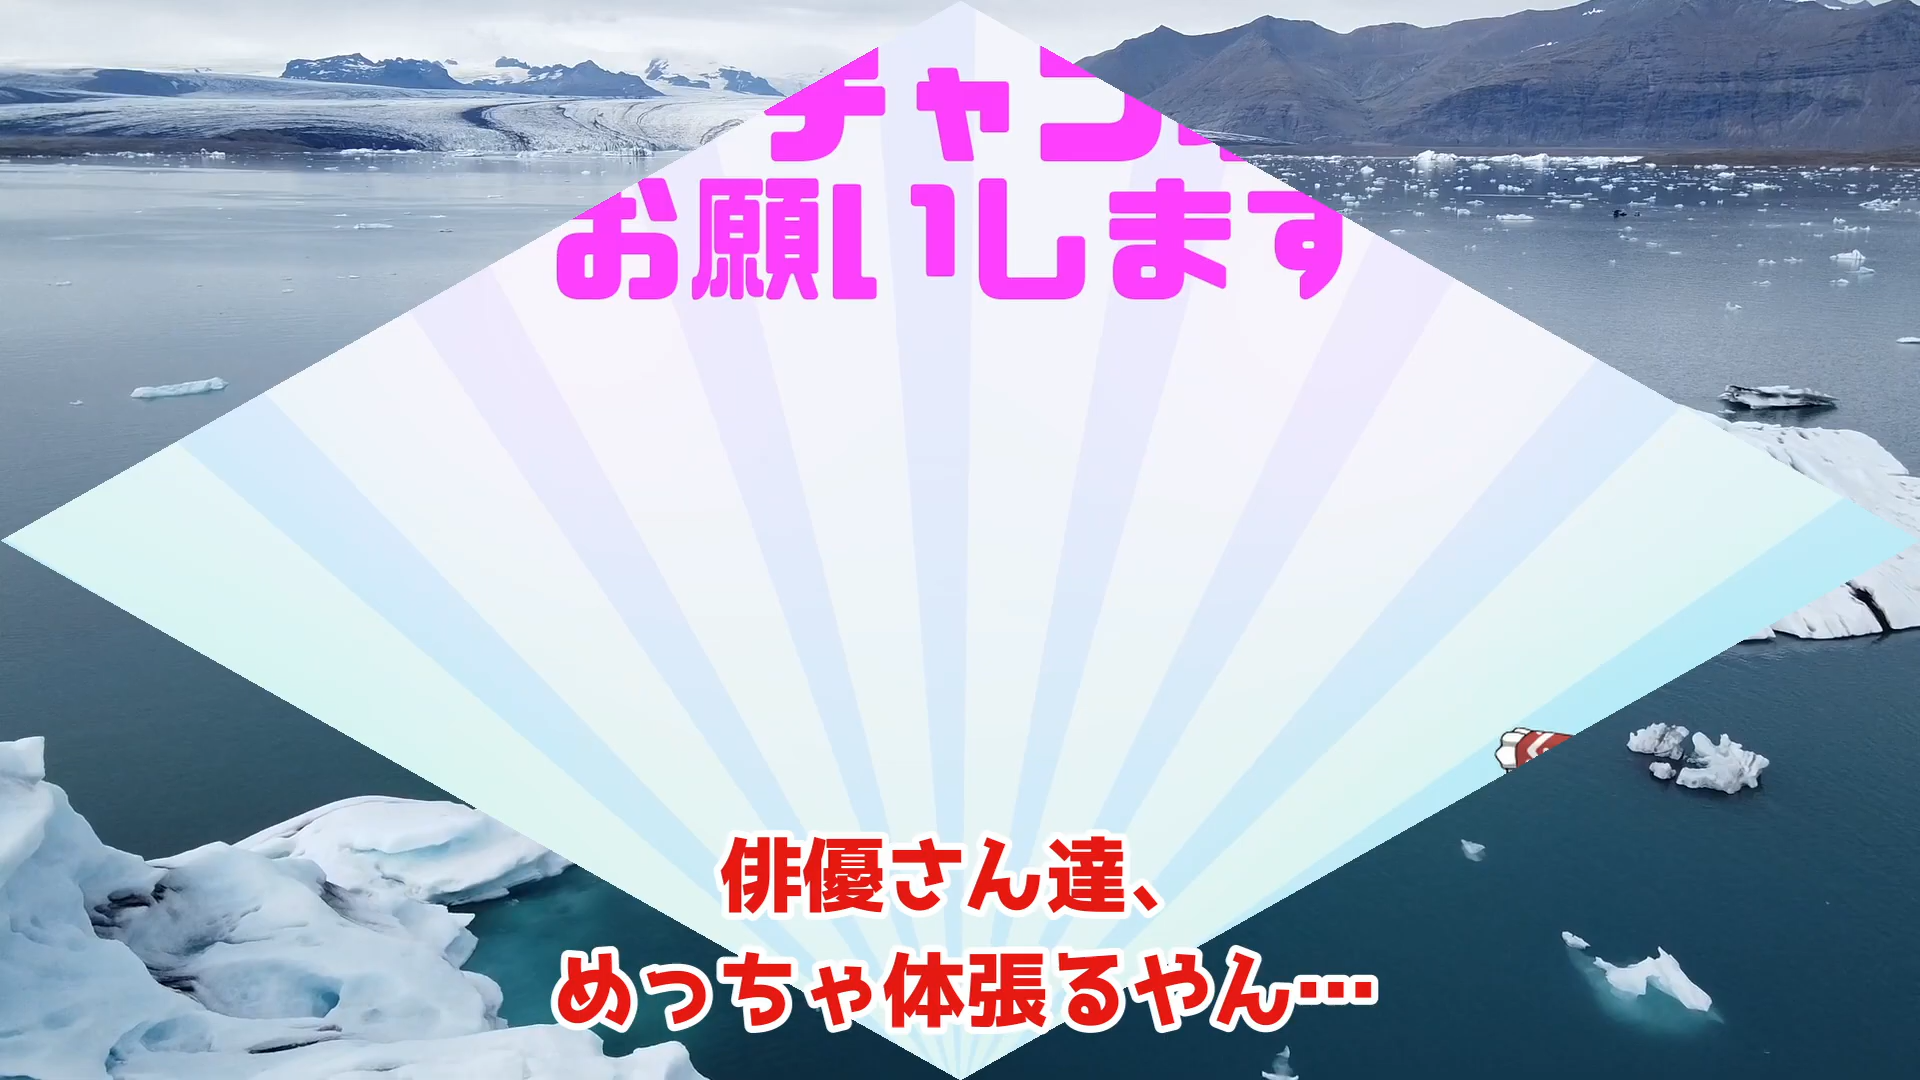 お願いします
俳優さん達、
めっちゃ体張るやん…